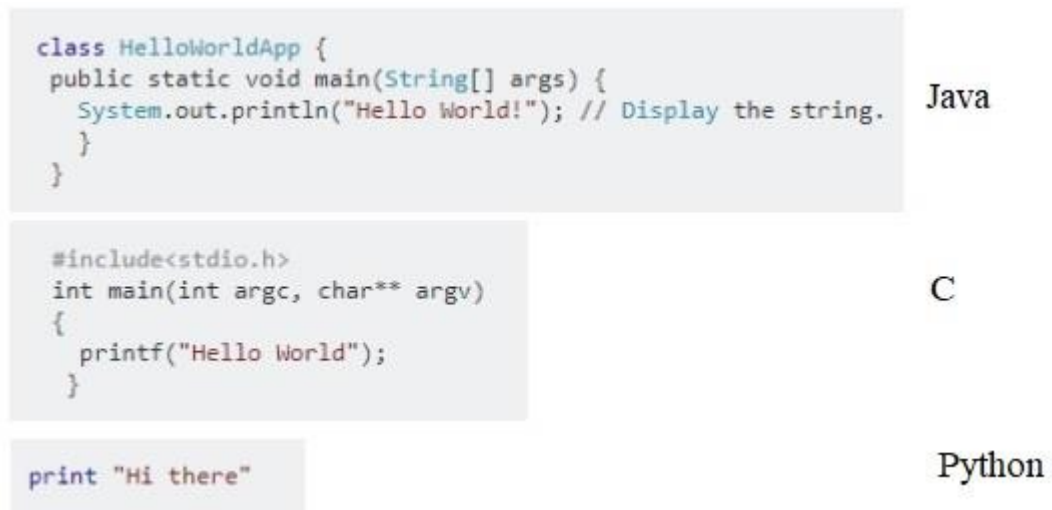 class HelloWorldApp {
public static void main(String[] args) {
System.out.println("Hello World!"); // Display the string.
}
}
Java
#include<stdio.h>
int main(int argc, char** argv)
{
printf("Hello World");
}
C
print "Hi there"
Python